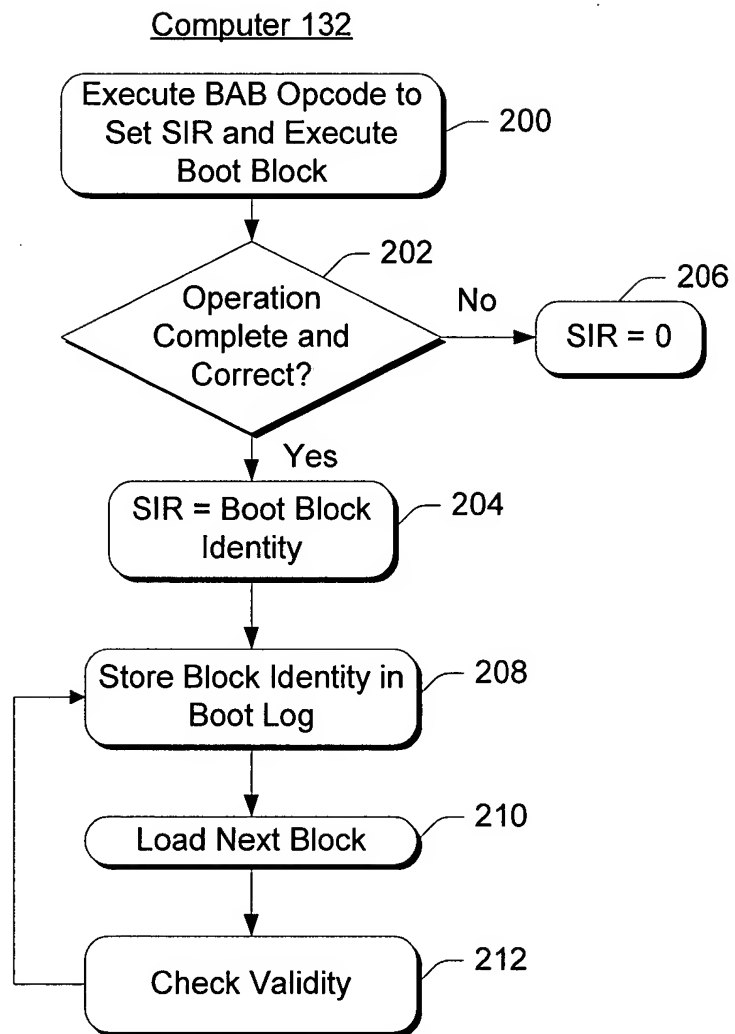 Computer 132
Execute BAB Opcode to
Set SIR and Execute
Boot Block
200
202
Operation
Complete and
Correct?
No
206
SIR = 0
Yes
SIR = Boot Block
Identity
204
Store Block Identity in
Boot Log
208
Load Next Block
210
Check Validity
212